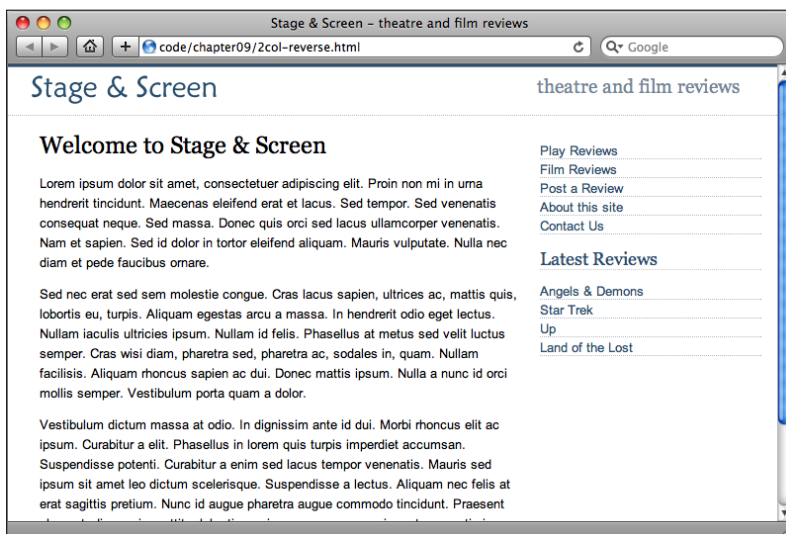 Stage & Screen – theatre and film reviews
code/chapter09/2col-reverse.html
Google
Stage & Screen
theatre and film reviews
Welcome to Stage & Screen
Lorem ipsum dolor sit amet, consectetuer adipiscing elit. Proin non mi in urna
hendrerit tincidunt. Maecenas eleifend erat et lacus. Sed tempor. Sed venenatis
consequat neque. Sed massa. Donec quis orci sed lacus ullamcorper venenatis.
Nam et sapien. Sed id dolor in tortor eleifend aliquam. Mauris vulputate. Nulla nec
diam et pede faucibus ornare.
Sed nec erat sed sem molestie congue. Cras lacus sapien, ultrices ac, mattis quis,
lobortis eu, turpis. Aliquam egestas arcu a massa. In hendrerit odio eget lectus.
Nullam iaculis ultricies ipsum. Nullam id felis. Phasellus at metus sed velit luctus
semper. Cras wisi diam, pharetra sed, pharetra ac, sodales in, quam. Nullam
facilisis. Aliquam rhoncus sapien ac dui. Donec mattis ipsum. Nulla a nunc id orci
mollis semper. Vestibulum porta quam a dolor.
Vestibulum dictum massa at odio. In dignissim ante id dui. Morbi rhoncus elit ac
ipsum. Curabitur a elit. Phasellus in lorem quis turpis imperdiet accumsan.
Suspendisse potenti. Curabitur a enim sed lacus tempor venenatis. Mauris sed
ipsum sit amet leo dictum scelerisque. Suspendisse a lectus. Aliquam nec felis at
erat sagittis pretium. Nunc id augue pharetra augue commodo tincidunt. Praesent
Play Reviews
Film Reviews
Post a Review
About this site
Contact Us
Latest Reviews
Angels & Demons
Star Trek
Up
Land of the Lost